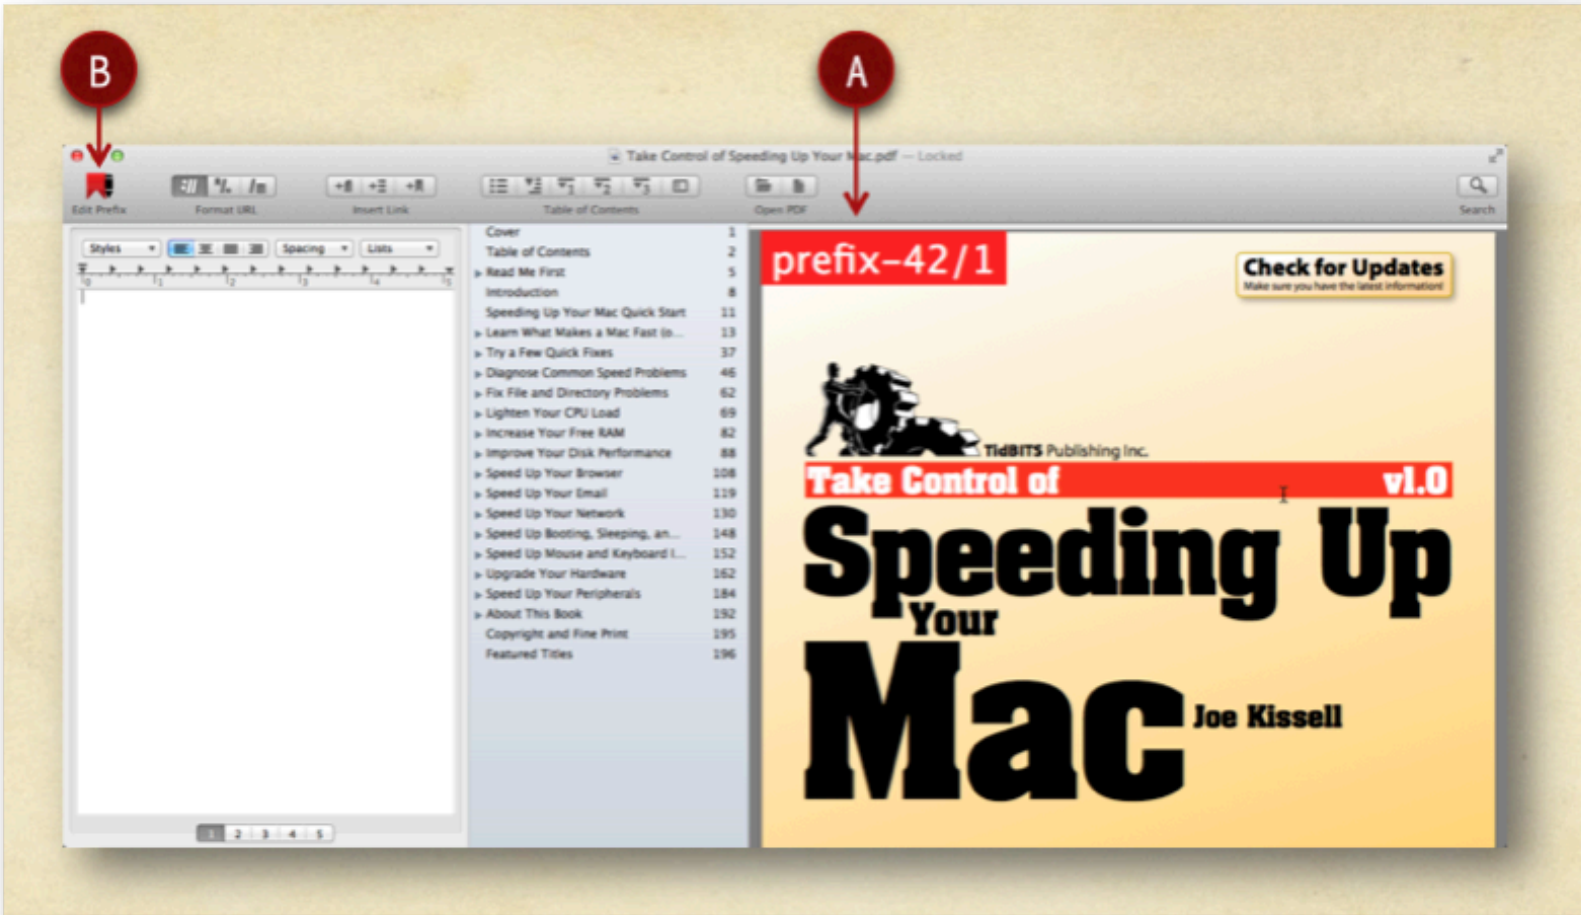 B
A
Take Control of Speeding Up Your Mac.pdf — Locked
Edit Prefix
Format URL
Insert Link
Table of Contents
Open PDF
Search
Styles
Spacing
Lists
0 1 2 3 4 5
Cover 1
Table of Contents 2
Read Me First 5
Introduction 8
Speeding Up Your Mac Quick Start 11
Learn What Makes a Mac Fast (o... 13
Try a Few Quick Fixes 37
Diagnose Common Speed Problems 46
Fix File and Directory Problems 62
Lighten Your CPU Load 69
Increase Your Free RAM 82
Improve Your Disk Performance 88
Speed Up Your Browser 108
Speed Up Your Email 119
Speed Up Your Network 130
Speed Up Booting, Sleeping, an... 148
Speed Up Mouse and Keyboard I... 152
Upgrade Your Hardware 162
Speed Up Your Peripherals 184
About This Book 192
Copyright and Fine Print 195
Featured Titles 196
1 2 3 4 5
prefix-42/1
Check for Updates
Make sure you have the latest information!
TidBITS Publishing Inc.
Take Control of v1.0
Speeding Up
Your
Mac
Joe Kissell